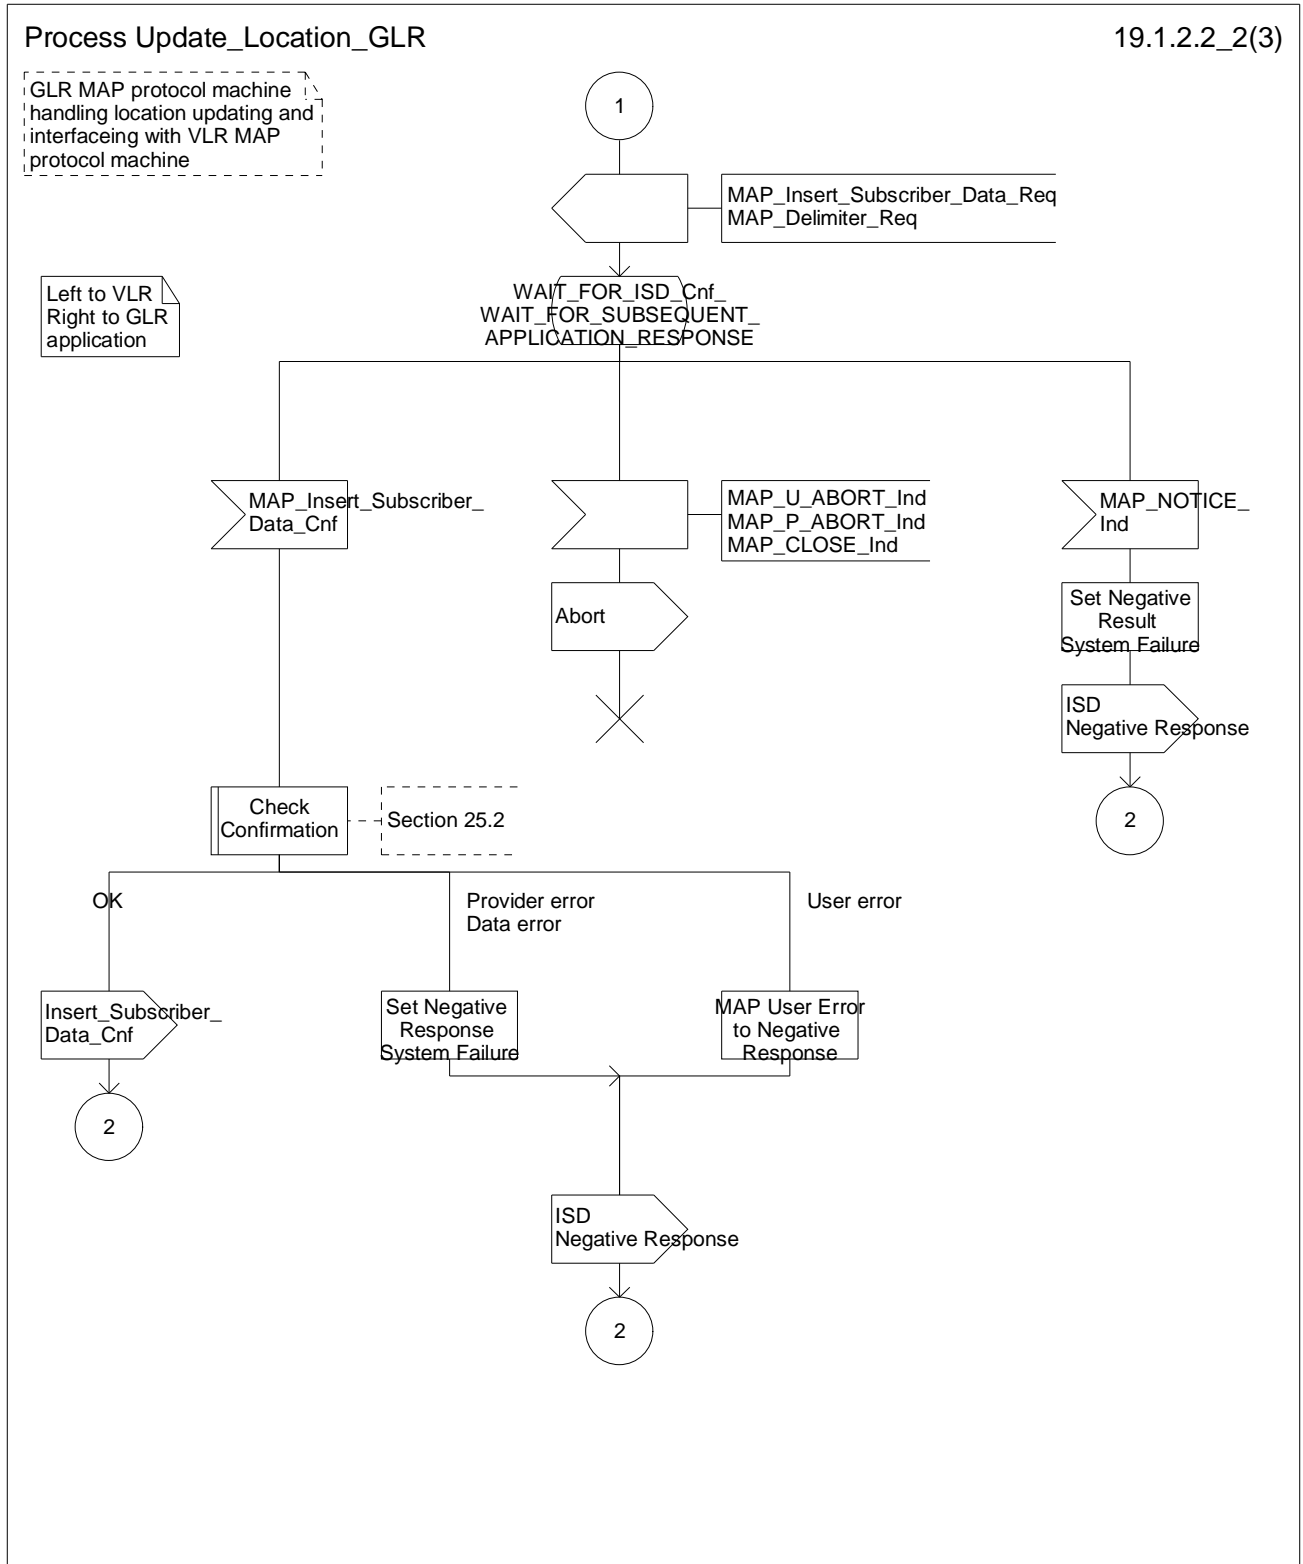 Process Update_Location_GLR
19.1.2.2_2(3)
GLR MAP protocol machine
handling location updating and
interfaceing with VLR MAP
protocol machine
1
MAP_Insert_Subscriber_Data_Req
MAP_Delimiter_Req
Left to VLR
Right to GLR
application
WAIT_FOR_ISD_Cnf_
WAIT_FOR_SUBSEQUENT_
APPLICATION_RESPONSE
MAP_Insert_Subscriber_
Data_Cnf
MAP_U_ABORT_Ind
MAP_P_ABORT_Ind
MAP_CLOSE_Ind
MAP_NOTICE_
Ind
Abort
Set Negative
Result
System Failure
ISD
Negative Response
2
Check
Confirmation
Section 25.2
OK
Provider error
Data error
User error
Insert_Subscriber_
Data_Cnf
Set Negative
Response
System Failure
MAP User Error
to Negative
Response
2
ISD
Negative Response
2